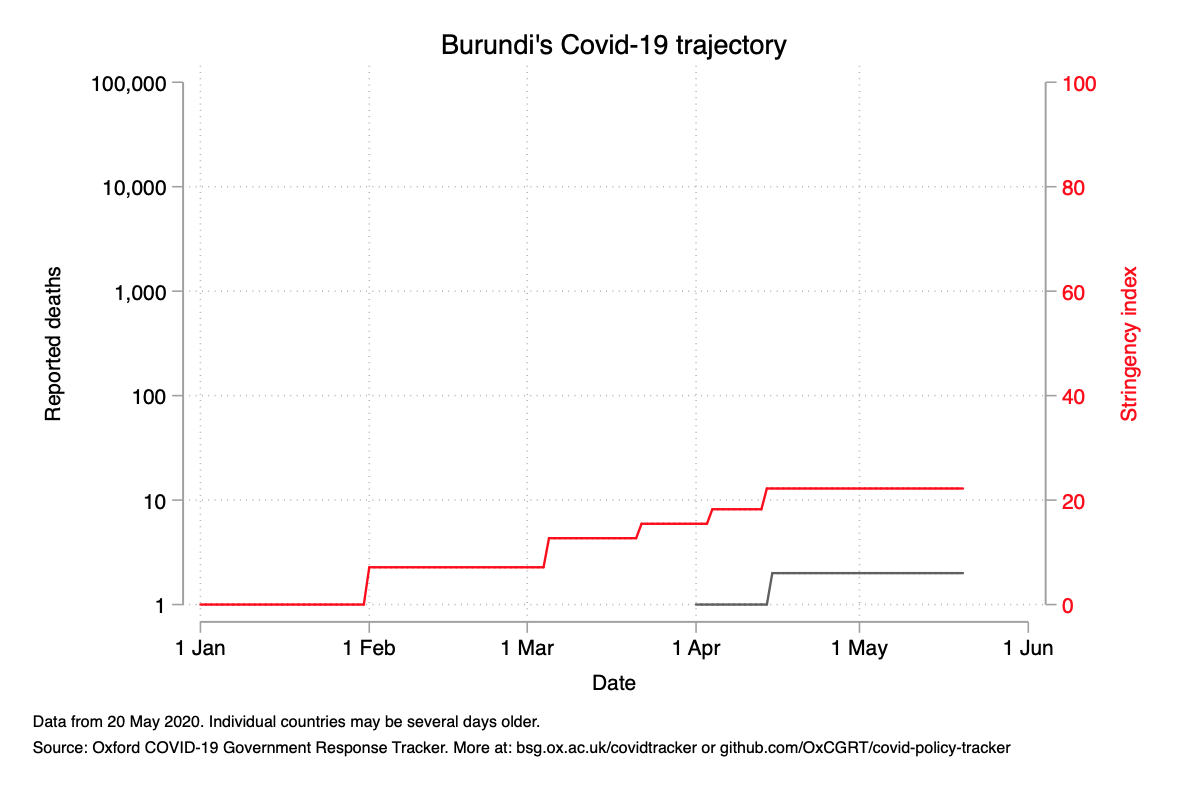 Burundi's Covid-19 trajectory
100,000
10,000
1,000
100
10
1
Reported deaths
100
80
60
40
20
0
Stringency index
1 Jan
1 Feb
1 Mar
1 Apr
1 May
1 Jun
Date
Data from 20 May 2020. Individual countries may be several days older.
Source: Oxford COVID-19 Government Response Tracker. More at: bsg.ox.ac.uk/covidtracker or github.com/OxCGRT/covid-policy-tracker